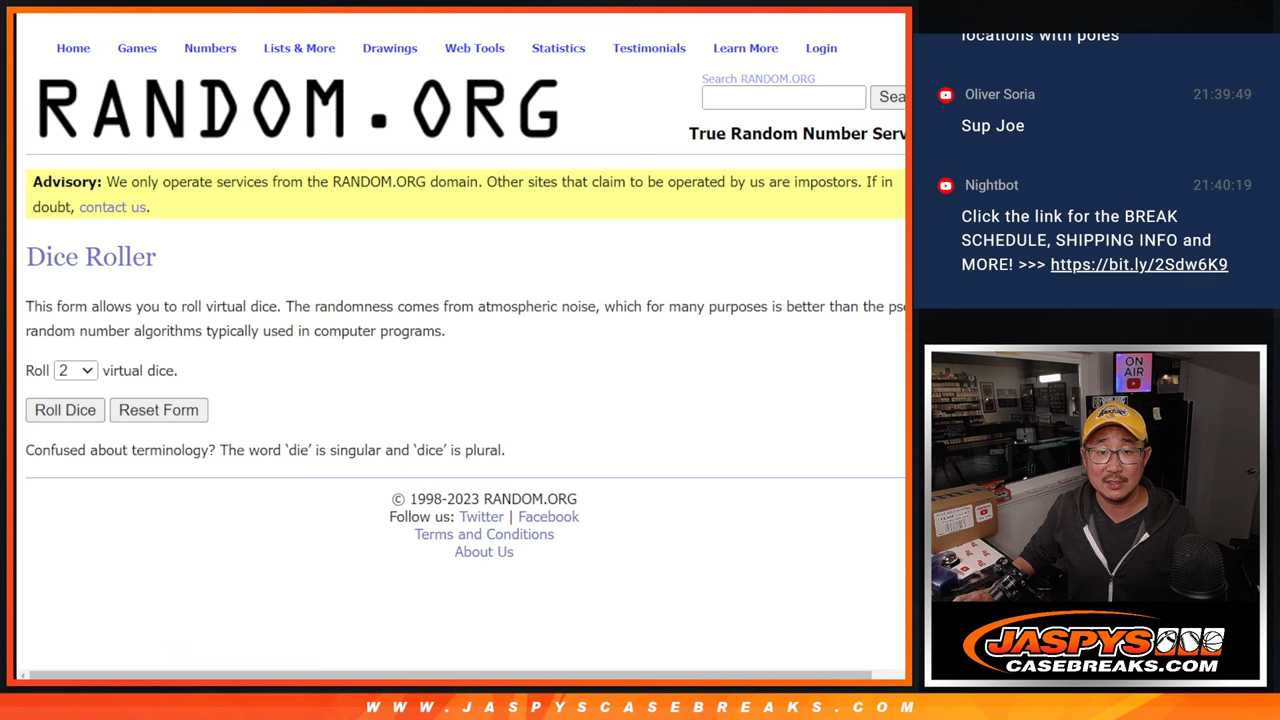 Home Games Numbers Lists & More Drawings Web Tools Statistics Testimonials Learn More Login
RANDOM.ORG
Search RANDOM.ORG
Sea
True Random Number Serv
Advisory: We only operate services from the RANDOM.ORG domain. Other sites that claim to be operated by us are impostors. If in
doubt, contact us.
Dice Roller
This form allows you to roll virtual dice. The randomness comes from atmospheric noise, which for many purposes is better than the pse
random number algorithms typically used in computer programs.
Roll 2 virtual dice.
Roll Dice Reset Form
Confused about terminology? The word ‘die’ is singular and ‘dice’ is plural.
© 1998-2023 RANDOM.ORG
Follow us: Twitter | Facebook
Terms and Conditions
About Us
locations with poles
Oliver Soria 21:39:49
Sup Joe
Nightbot 21:40:19
Click the link for the BREAK
SCHEDULE, SHIPPING INFO and
MORE! >>> https://bit.ly/2Sdw6K9
ON
AIR
JASPYS
CASEBREAKS.COM
WWW.JASPYSCASEBREAKS.COM